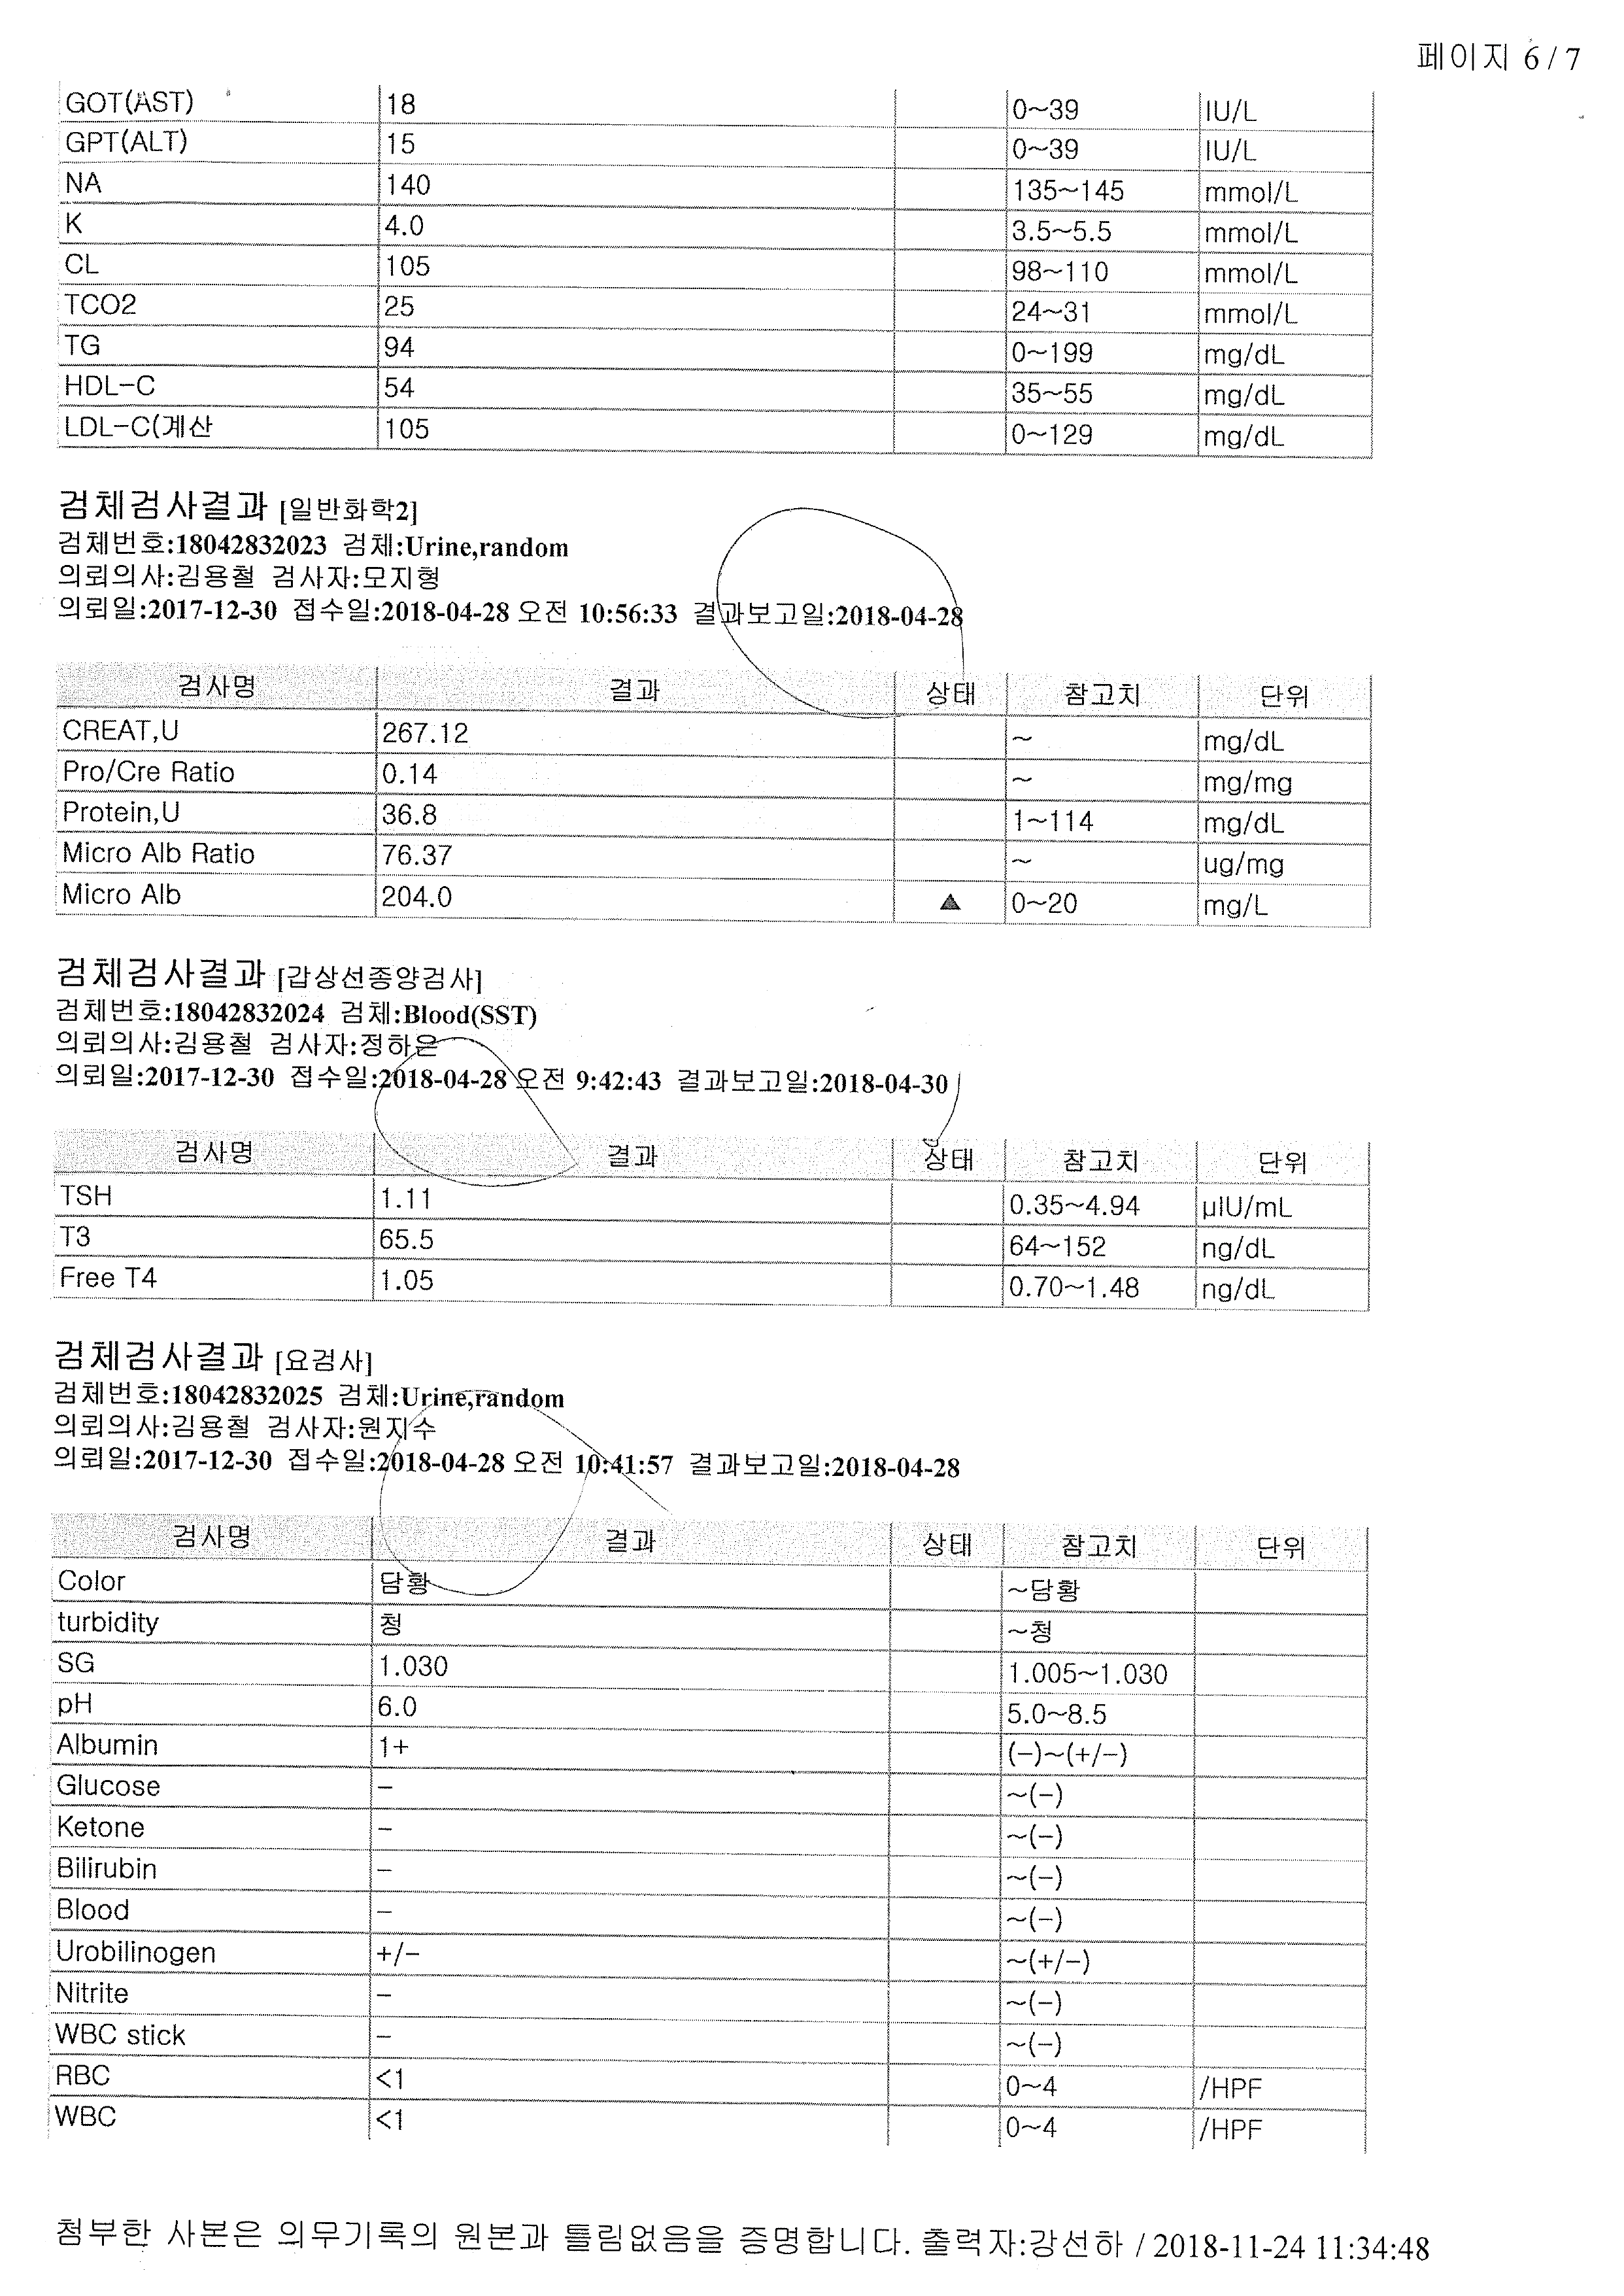 페이지 6 / 7
GOT(AST) 18 0~39 IU/L
GPT(ALT) 15 0~39 IU/L
NA 140 135~145 mmol/L
K 4.0 3.5~5.5 mmol/L
CL 105 98~110 mmol/L
TCO2 25 24~31 mmol/L
TG 94 0~199 mg/dL
HDL-C 54 35~55 mg/dL
LDL-C(계산 105 0~129 mg/dL
검체검사결과 [일반화학2]
검체번호:18042832023 검체:Urine,random
의뢰의사:김용철 검사자:모지형
의뢰일:2017-12-30 접수일:2018-04-28 오전 10:56:33 결과보고일:2018-04-28
검사명 결과 상태 참고치 단위
CREAT,U 267.12 ~ mg/dL
Pro/Cre Ratio 0.14 ~ mg/mg
Protein,U 36.8 1~114 mg/dL
Micro Alb Ratio 76.37 ~ ug/mg
Micro Alb 204.0 ▲ 0~20 mg/L
검체검사결과 [갑상선종양검사]
검체번호:18042832024 검체:Blood(SST)
의뢰의사:김용철 검사자:정하은
의뢰일:2017-12-30 접수일:2018-04-28 오전 9:42:43 결과보고일:2018-04-30
검사명 결과 상태 참고치 단위
TSH 1.11 0.35~4.94 μIU/mL
T3 65.5 64~152 ng/dL
Free T4 1.05 0.70~1.48 ng/dL
검체검사결과 [요검사]
검체번호:18042832025 검체:Urine,random
의뢰의사:김용철 검사자:원지수
의뢰일:2017-12-30 접수일:2018-04-28 오전 10:41:57 결과보고일:2018-04-28
검사명 결과 상태 참고치 단위
Color 담황 ~담황
turbidity 청 ~청
SG 1.030 1.005~1.030
pH 6.0 5.0~8.5
Albumin 1+ (-)~(+/-)
Glucose - ~(-)
Ketone - ~(-)
Bilirubin - ~(-)
Blood - ~(-)
Urobilinogen +/- ~(+/-)
Nitrite - ~(-)
WBC stick - ~(-)
RBC <1 0~4 /HPF
WBC <1 0~4 /HPF
첨부한 사본은 의무기록의 원본과 틀림없음을 증명합니다. 출력자:강선하 / 2018-11-24 11:34:48